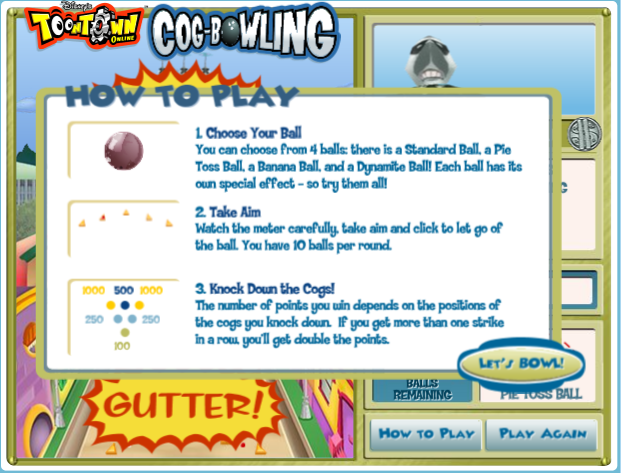 Disney's
TOONTOWN
ONLINE
COG-BOWLING
HOW TO PLAY
1. Choose Your Ball
You can choose from 4 balls: there is a Standard Ball, a Pie
Toss Ball, a Banana Ball, and a Dynamite Ball! Each ball has its
own special effect - so try them all!
2. Take Aim
Watch the meter carefully, take aim and click to let go of
the ball. You have 10 balls per round.
1000 500 1000
250 250
100
3. Knock Down the Cogs!
The number of points you win depends on the positions of
the cogs you knock down. If you get more than one strike
in a row, you'll get double the points.
LET'S BOWL!
GUTTER!
BALLS
REMAINING
PIE TOSS BALL
HOW TO PLAY
PLAY AGAIN